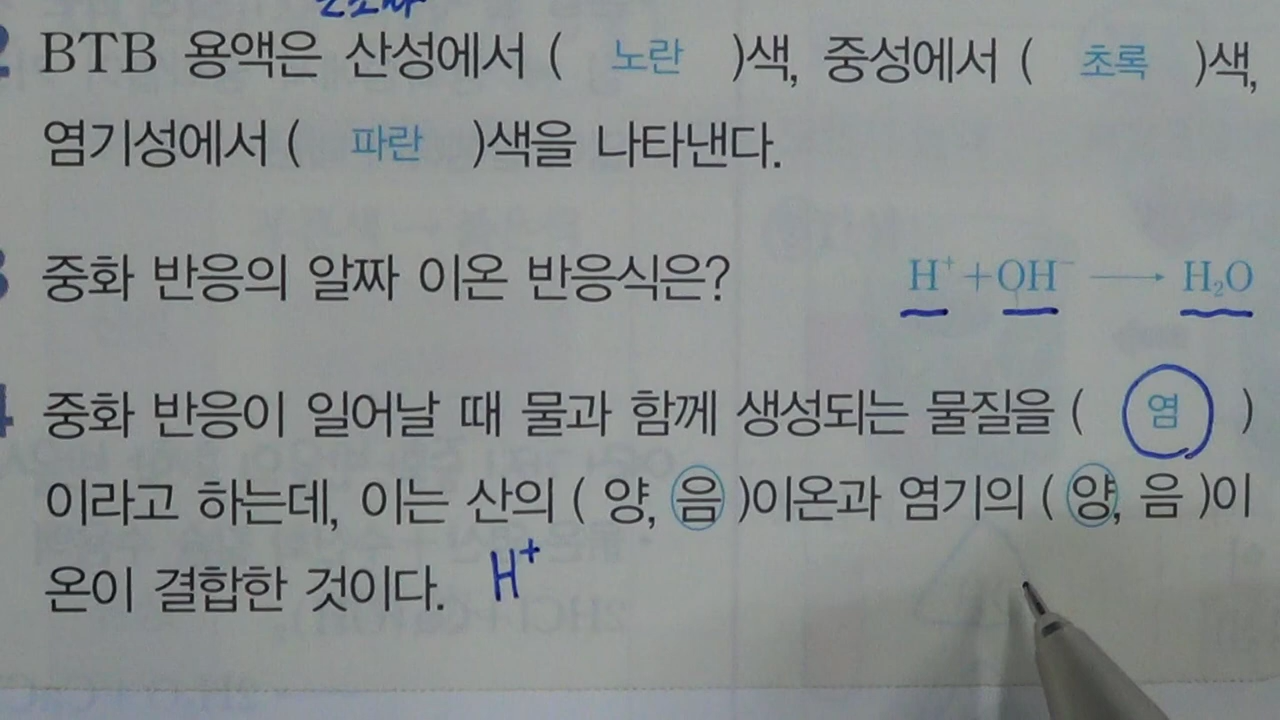 BTB 용액은 산성에서 ( 노란 )색, 중성에서 ( 초록 )색,
염기성에서 ( 파란 )색을 나타낸다.
중화 반응의 알짜 이온 반응식은? H⁺+OH⁻ → H₂O
4 중화 반응이 일어날 때 물과 함께 생성되는 물질을 ( 염 )
이라고 하는데, 이는 산의 ( 양, 음 )이온과 염기의 ( 양, 음 )이
온이 결합한 것이다. H⁺